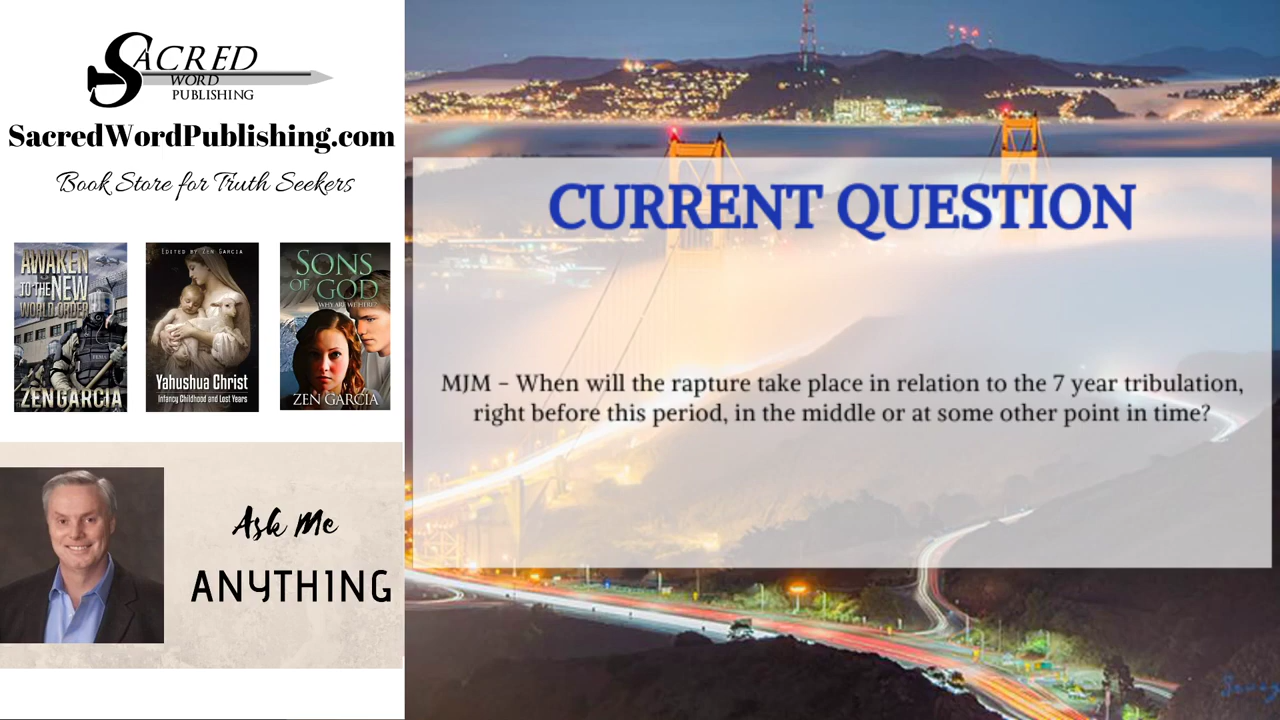 SACRED
WORD
PUBLISHING
SacredWordPublishing.com
Book Store for Truth Seekers
AWAKEN
TO THE NEW
WORLD ORDER
ZEN GARCIA
EDITED BY ZEN GARCIA
Yahushua Christ
Infancy Childhood and Lost Years
SONS
OF GOD
WHY ARE WE HERE?
ZEN GARCIA
Ask Me
ANYTHING
CURRENT QUESTION
MJM - When will the rapture take place in relation to the 7 year tribulation,
right before this period, in the middle or at some other point in time?